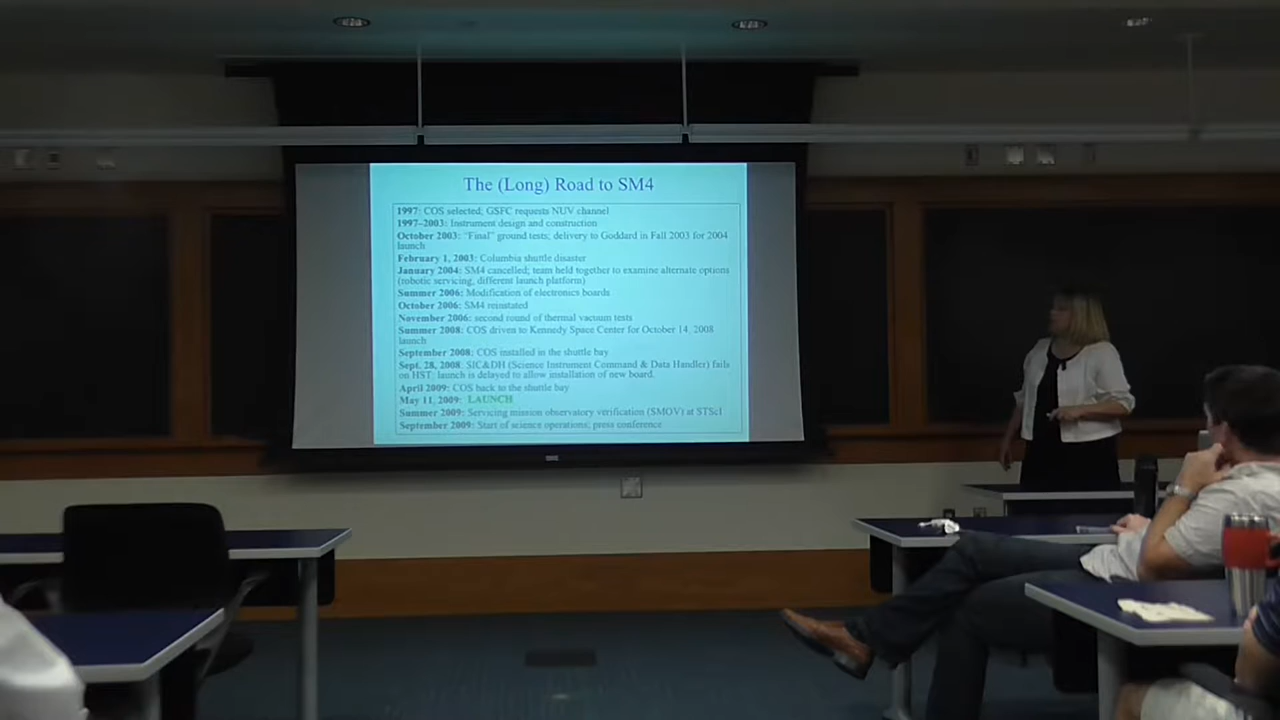 The (Long) Road to SM4
1997: COS selected; GSFC requests NUV channel
1997-2003: Instrument design and construction
October 2003: "Final" ground tests; delivery to Goddard in Fall 2003 for 2004
launch
February 1, 2003: Columbia shuttle disaster
January 2004: SM4 cancelled; team held together to examine alternate options
(robotic servicing, different launch platform)
Summer 2006: Modification of electronics boards
October 2006: SM4 reinstated
November 2006: second round of thermal vacuum tests
Summer 2008: COS driven to Kennedy Space Center for October 14, 2008
launch
September 2008: COS installed in the shuttle bay
Sept. 28, 2008: SIC&DH (Science Instrument Command & Data Handler) fails
on HST; launch is delayed to allow installation of new board.
April 2009: COS back to the shuttle bay
May 11, 2009: LAUNCH
Summer 2009: Servicing mission observatory verification (SMOV) at STScI
September 2009: Start of science operations; press conference